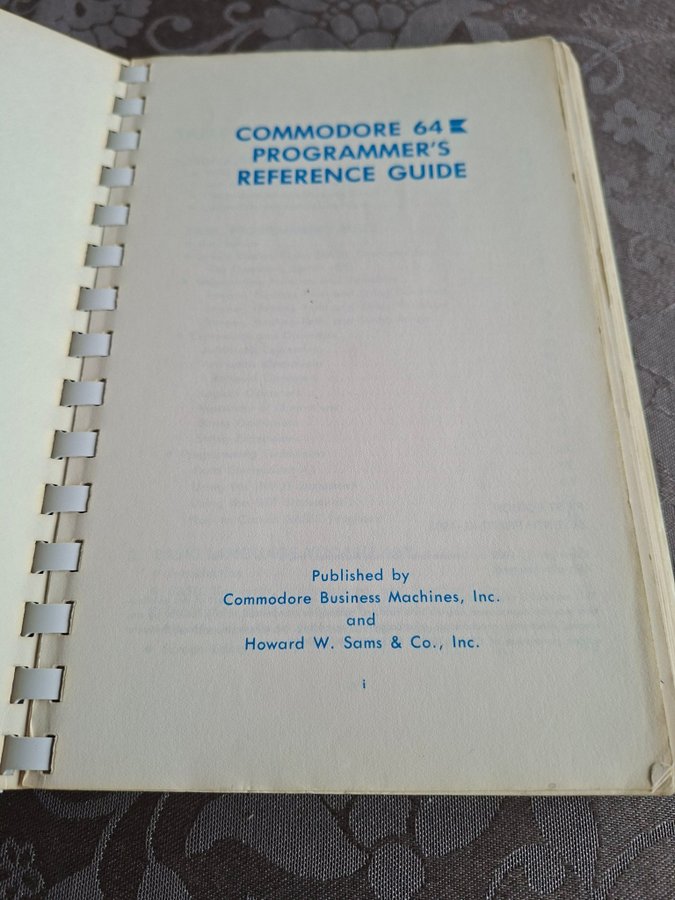 COMMODORE 64
PROGRAMMER'S
REFERENCE GUIDE
Published by
Commodore Business Machines, Inc.
and
Howard W. Sams & Co., Inc.
i